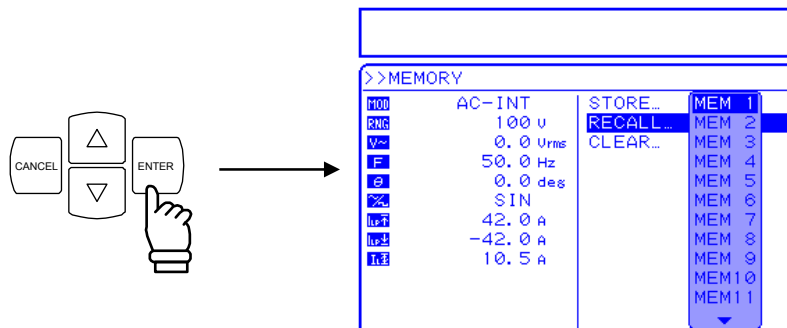 CANCEL
ENTER
>>MEMORY
MOD AC-INT
RNG 100 V
V~ 0.0 Vrms
F 50.0 Hz
θ 0.0 deg
SIN
42.0 A
-42.0 A
10.5 A
STORE…
RECALL…
CLEAR…
MEM 1
MEM 2
MEM 3
MEM 4
MEM 5
MEM 6
MEM 7
MEM 8
MEM 9
MEM10
MEM11